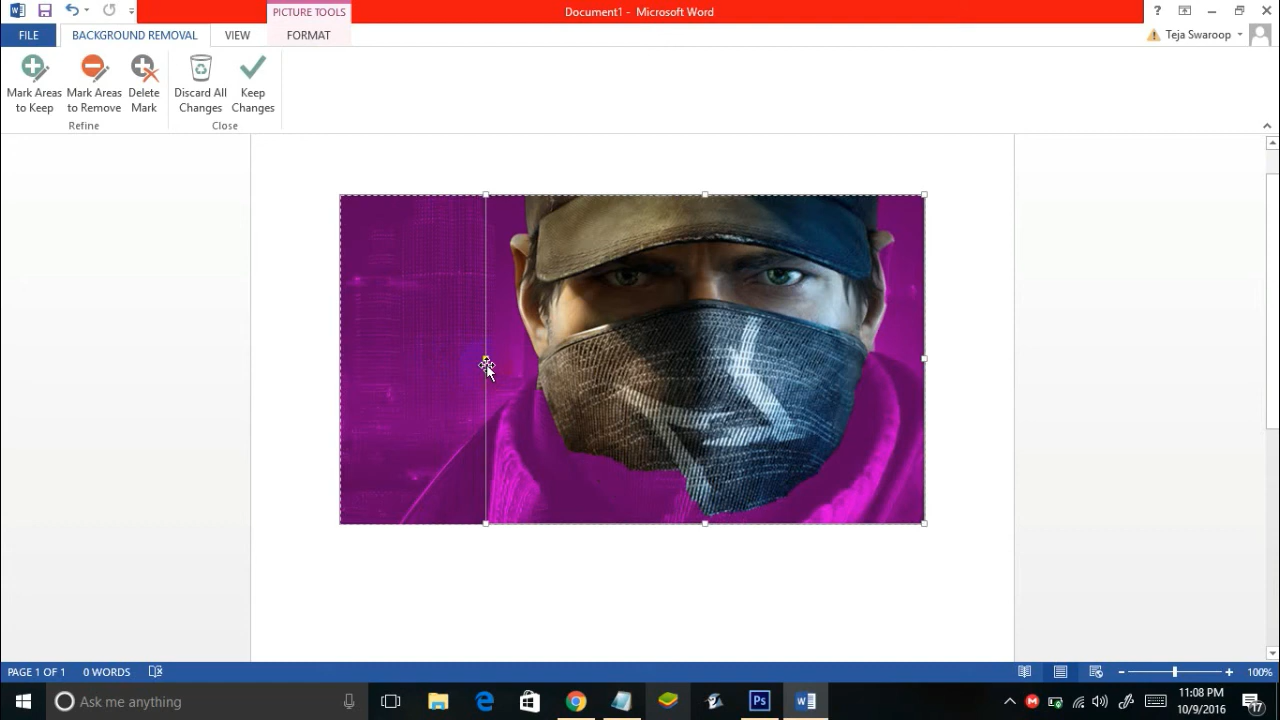 Document1 - Microsoft Word
PICTURE TOOLS
FILE
BACKGROUND REMOVAL
VIEW
FORMAT
Teja Swaroop
Mark Areas to Keep
Mark Areas to Remove
Delete Mark
Discard All Changes
Keep Changes
Refine
Close
PAGE 1 OF 1
0 WORDS
100%
Ask me anything
11:08 PM
10/9/2016
17